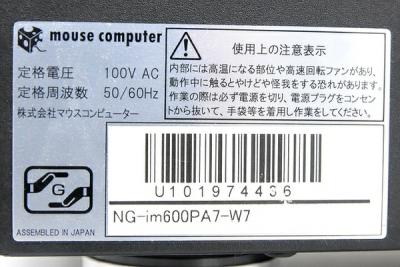 mouse computer
定格電圧 100V AC
定格周波数 50/60Hz
株式会社マウスコンピューター
使用上の注意表示
内部には高温になる部位や高速回転ファンがあり、
動作中に触るとやけどや怪我をする恐れがあります。
作業の際は必ず電源を切り、電源プラグをコンセン
トから抜いて、手袋等を着用し作業をしてください。
G
U101974436
NG-im600PA7-W7
ASSEMBLED IN JAPAN